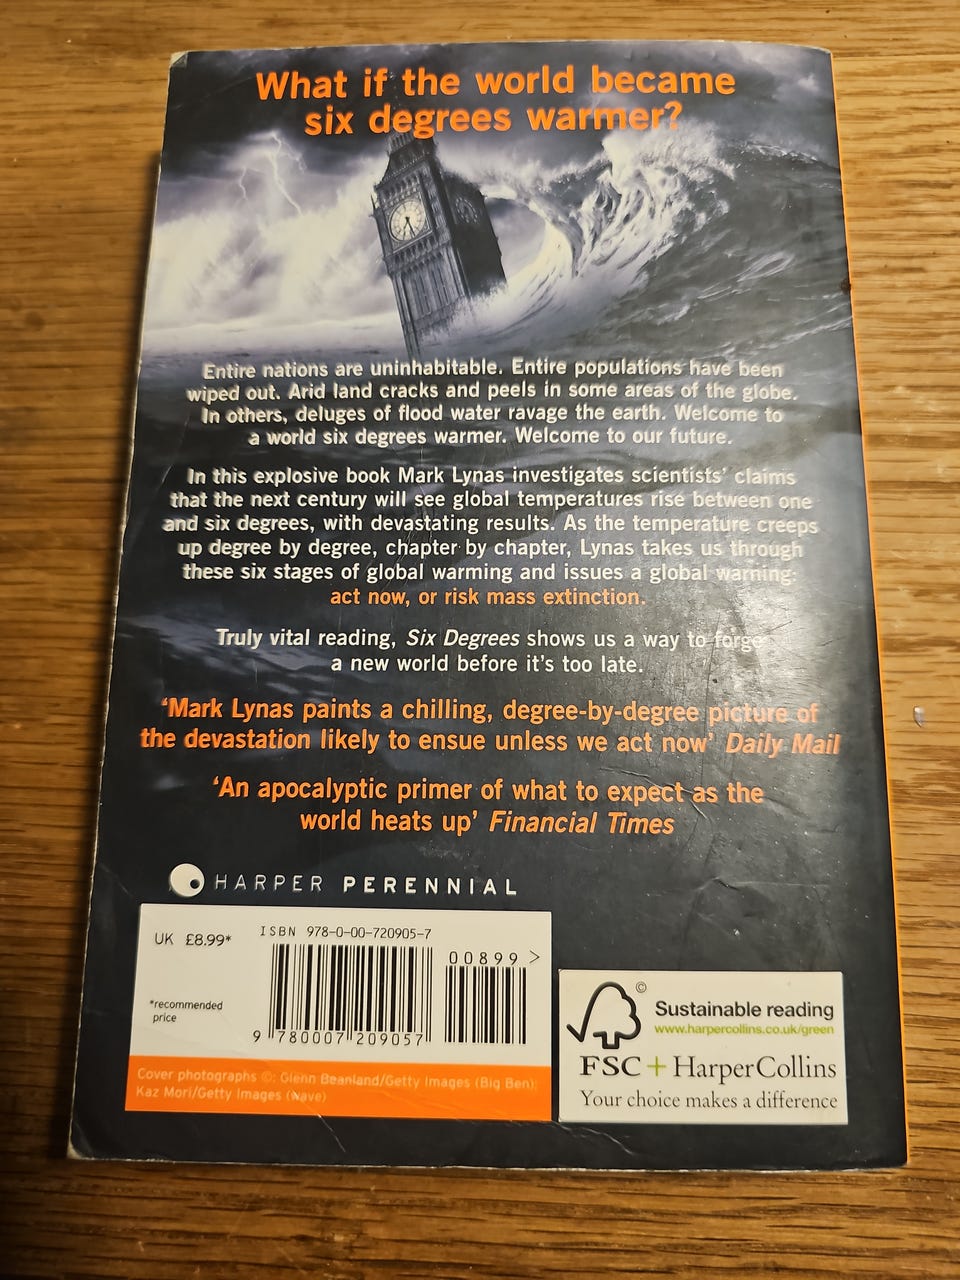 What if the world became
six degrees warmer?
Entire nations are uninhabitable. Entire populations have been
wiped out. Arid land cracks and peels in some areas of the globe.
In others, deluges of flood water ravage the earth. Welcome to
a world six degrees warmer. Welcome to our future.
In this explosive book Mark Lynas investigates scientists' claims
that the next century will see global temperatures rise between one
and six degrees, with devastating results. As the temperature creeps
up degree by degree, chapter by chapter, Lynas takes us through
these six stages of global warming and issues a global warning:
act now, or risk mass extinction.
Truly vital reading, Six Degrees shows us a way to forge
a new world before it's too late.
'Mark Lynas paints a chilling, degree-by-degree picture of
the devastation likely to ensue unless we act now' Daily Mail
'An apocalyptic primer of what to expect as the
world heats up' Financial Times
HARPER PERENNIAL
UK £8.99*
*recommended
price
ISBN 978-0-00-720905-7
00899 >
9 780007 209057
Cover photographs ©: Glenn Beanland/Getty Images (Big Ben);
Kaz Mori/Getty Images (wave)
©
Sustainable reading
www.harpercollins.co.uk/green
FSC + HarperCollins
Your choice makes a difference